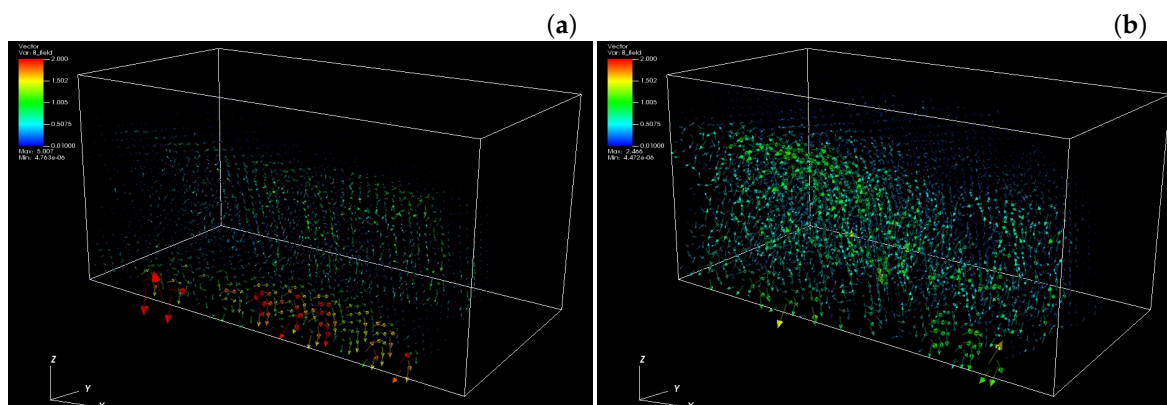 (a)
Vector
Var: B_field
2.000
1.502
1.005
0.5075
0.01000
Max: 5.007
Min: 4.763e-06
Z
Y
X
(b)
Vector
Var: B_field
2.000
1.502
1.005
0.5075
0.01000
Max: 2.466
Min: 4.472e-06
Z
Y
X